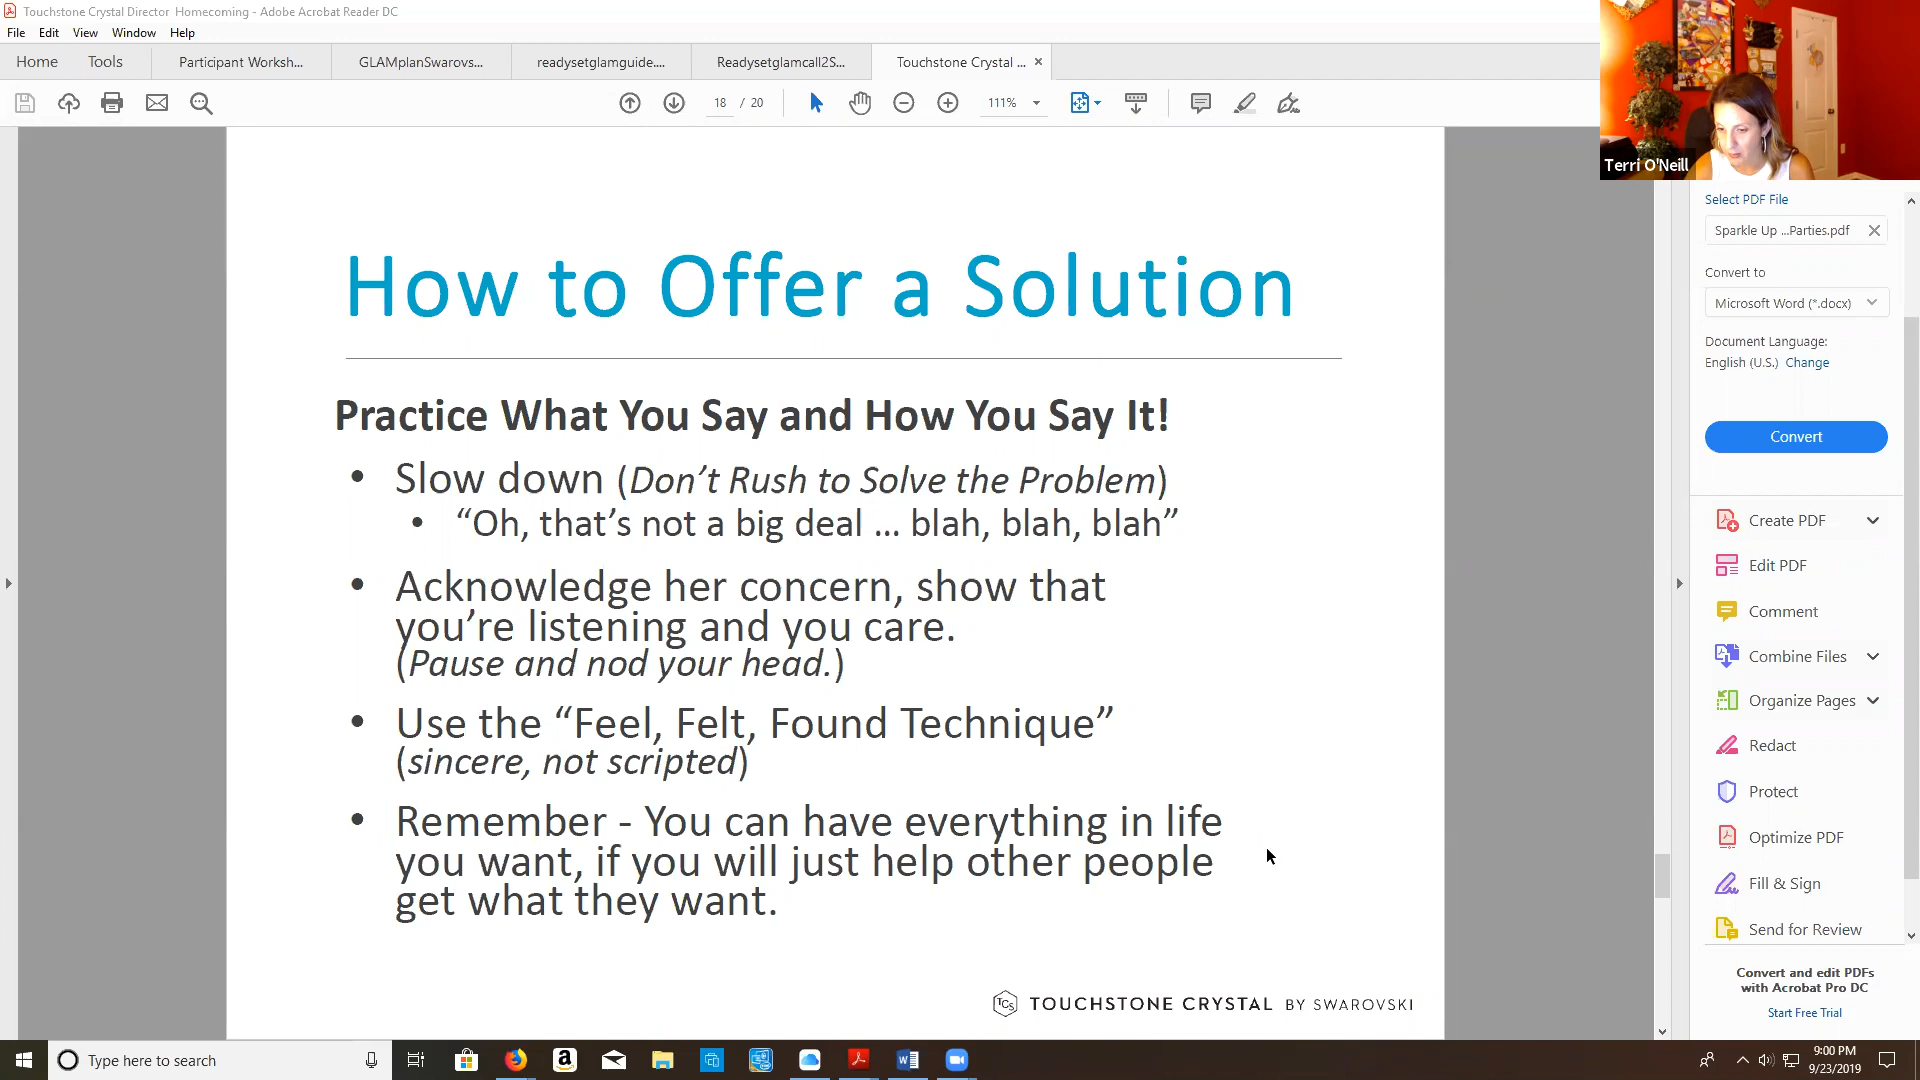 Touchstone Crystal Director  Homecoming - Adobe Acrobat Reader DC
File Edit View Window Help
Home Tools Participant Worksh... GLAMplanSwarovs... readysetglamguide.... Readysetglamcall2S... Touchstone Crystal ... ×
18 / 20 111%
Terri O'Neill
How to Offer a Solution
Practice What You Say and How You Say It!
• Slow down (Don't Rush to Solve the Problem)
• “Oh, that’s not a big deal ... blah, blah, blah”
• Acknowledge her concern, show that
you’re listening and you care.
(Pause and nod your head.)
• Use the “Feel, Felt, Found Technique”
(sincere, not scripted)
• Remember - You can have everything in life
you want, if you will just help other people
get what they want.
TCS TOUCHSTONE CRYSTAL BY SWAROVSKI
Select PDF File
Sparkle Up ...Parties.pdf
Convert to
Microsoft Word (*.docx)
Document Language:
English (U.S.) Change
Convert
Create PDF
Edit PDF
Comment
Combine Files
Organize Pages
Redact
Protect
Optimize PDF
Fill & Sign
Send for Review
Convert and edit PDFs
with Acrobat Pro DC
Start Free Trial
Type here to search
9:00 PM
9/23/2019